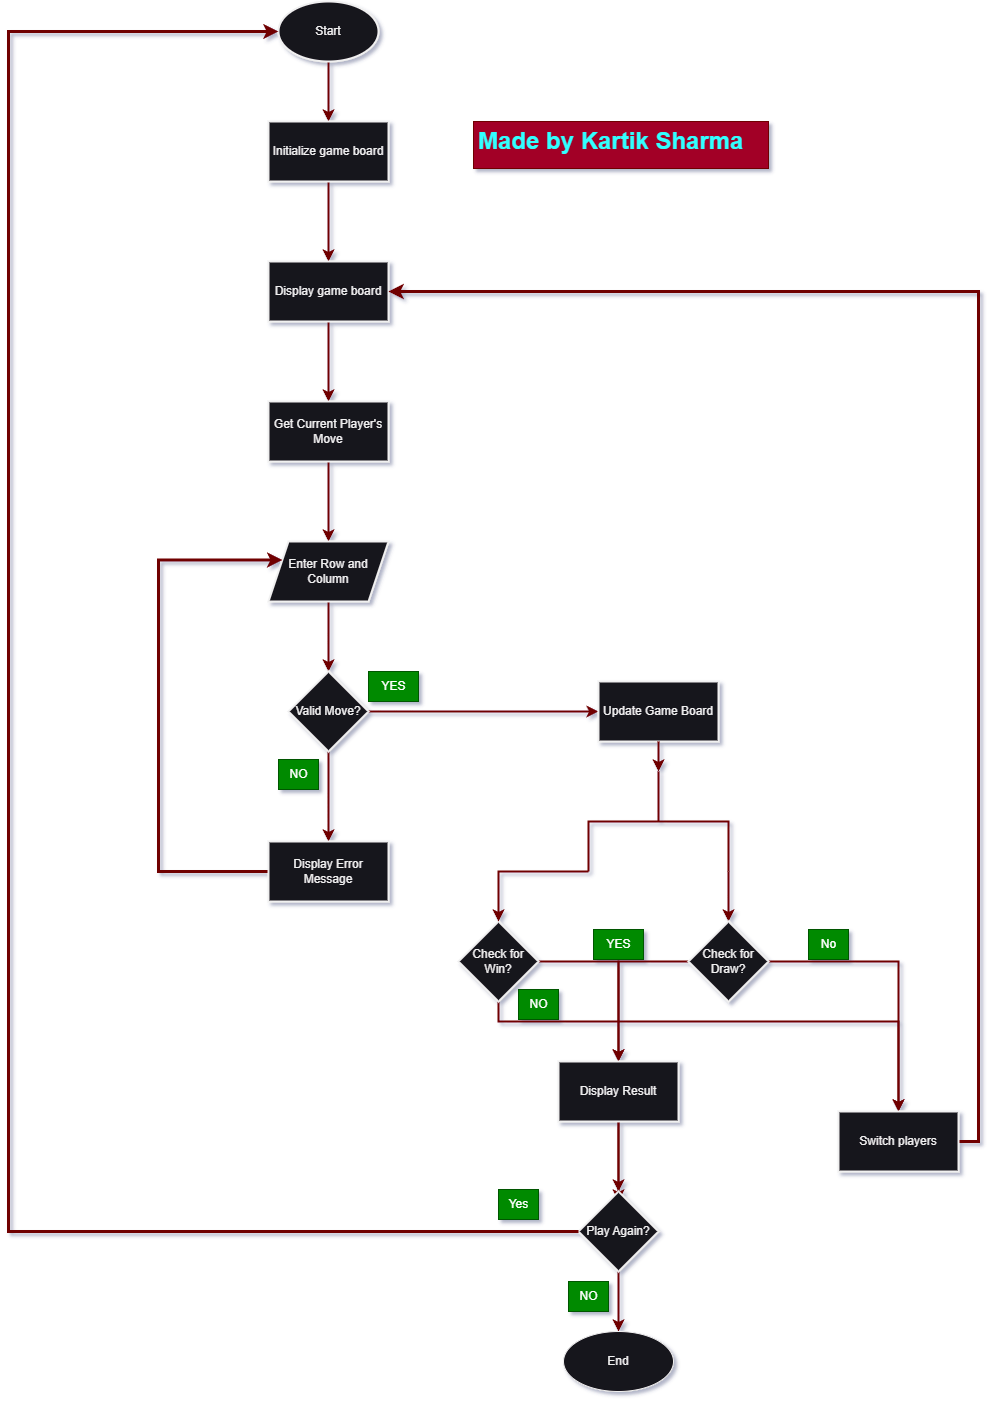 Start
Made by Kartik Sharma
Initialize game board
Display game board
Get Current Player's
Move
Enter Row and
Column
Valid Move?
YES
Update Game Board
NO
Display Error
Message
Check for
Win?
YES
Check for
Draw?
No
NO
Display Result
Switch players
Yes
Play Again?
NO
End